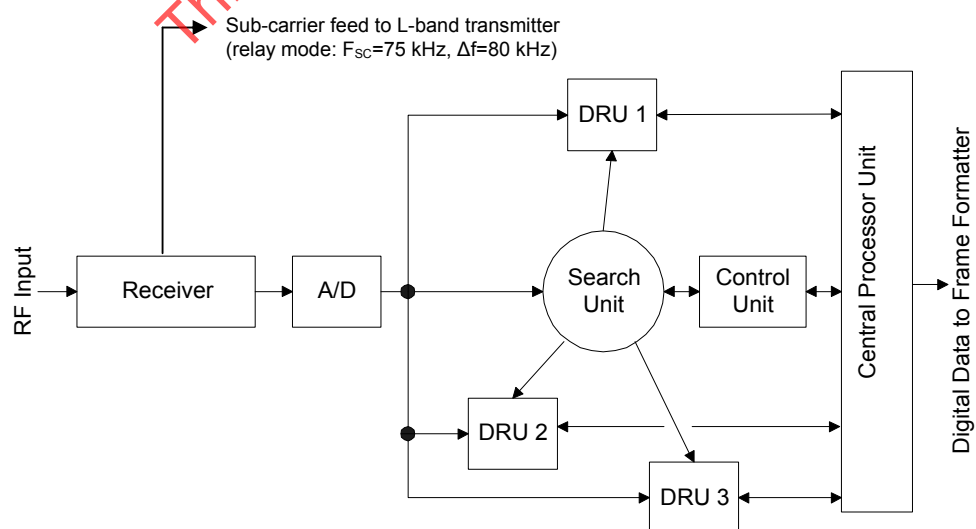 Sub-carrier feed to L-band transmitter
(relay mode: FSC=75 kHz, Δf=80 kHz)
DRU 1
RF Input
Receiver
A/D
Search
Unit
Control
Unit
Central Processor Unit
Digital Data to Frame Formatter
DRU 2
DRU 3